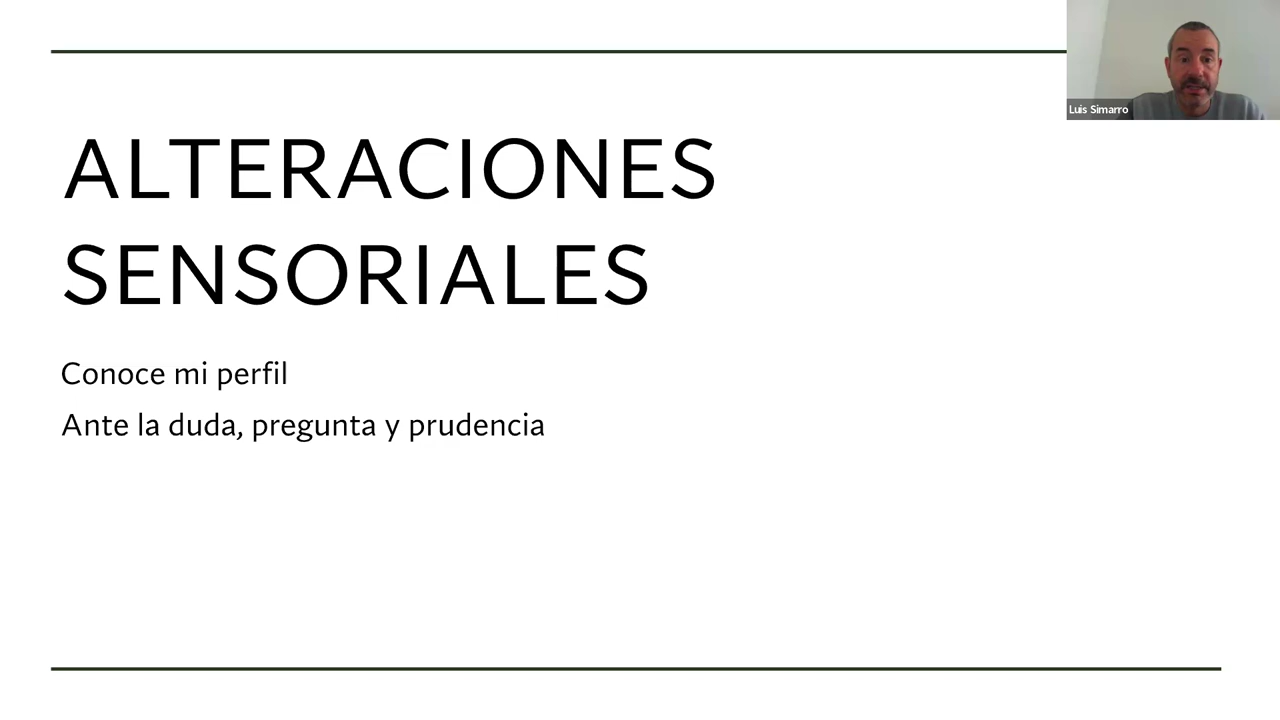 ALTERACIONES
SENSORIALES
Conoce mi perfil
Ante la duda, pregunta y prudencia
Luis Simarro